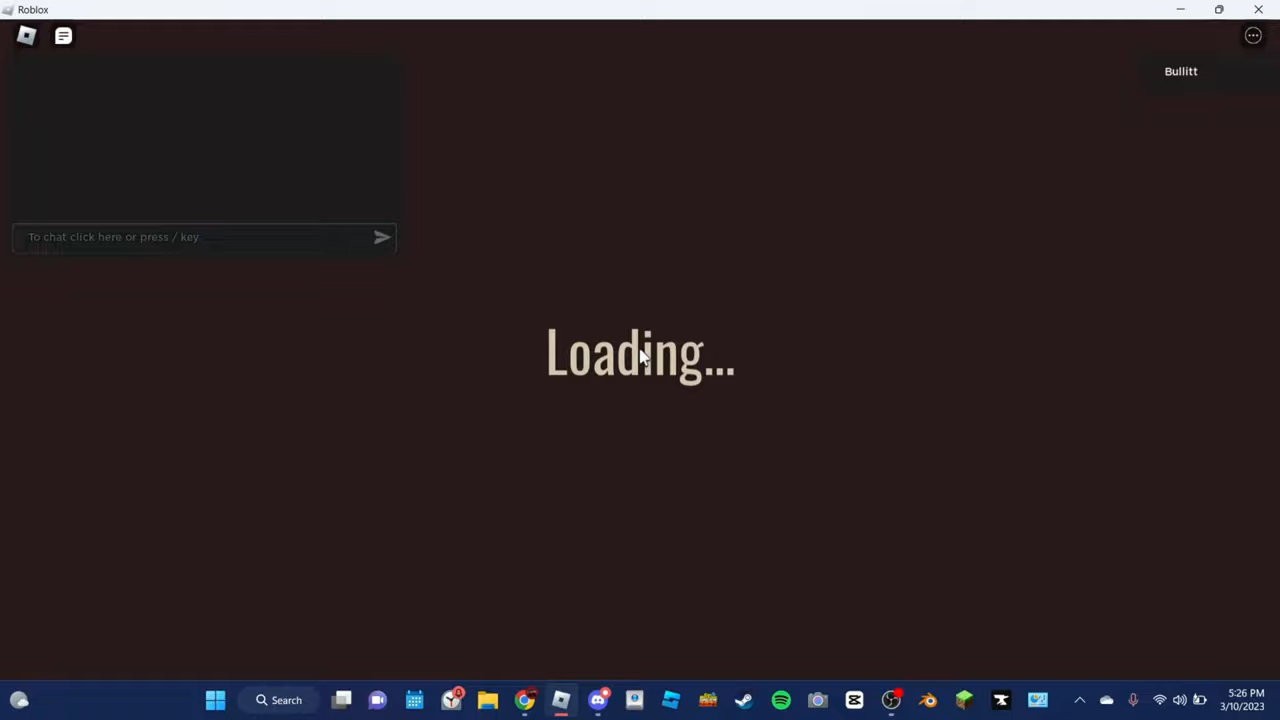 Roblox
Bullitt
To chat click here or press / key
Loading...
Search
5:26 PM
3/10/2023